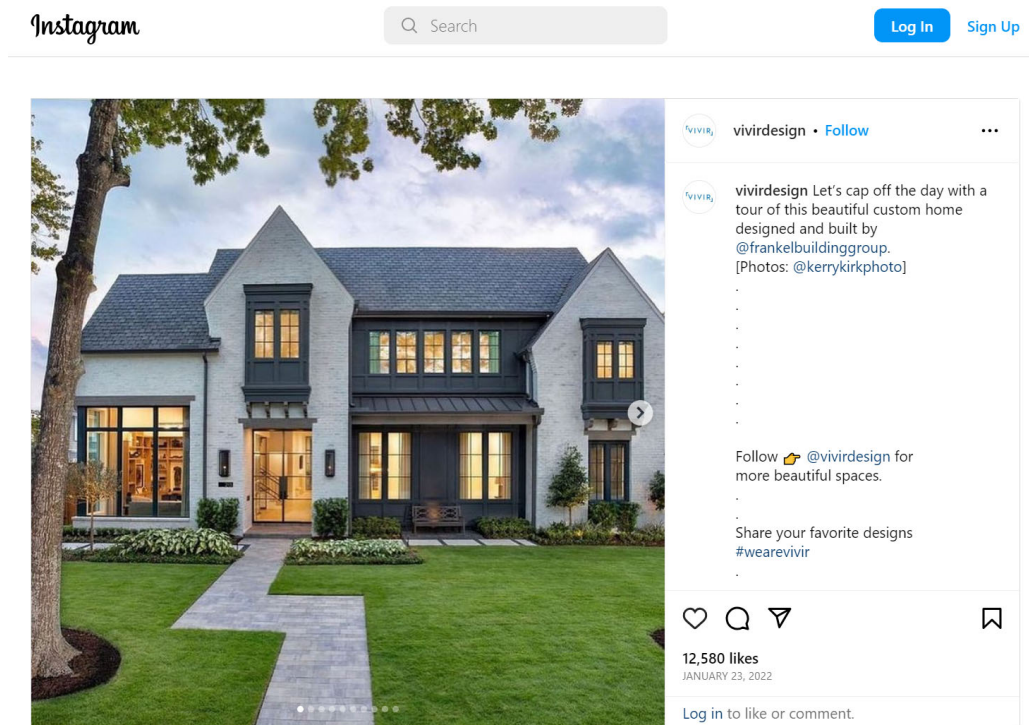 Instagram
Search
Log In
Sign Up
vivirdesign • Follow
VIVIR
VIVIR
vivirdesign Let’s cap off the day with a
tour of this beautiful custom home
designed and built by
@frankelbuildinggroup.
[Photos: @kerrykirkphoto]
.
.
.
.
.
.
.
.
Follow 👉 @vivirdesign for
more beautiful spaces.
.
.
Share your favorite designs
#wearevivir
.
12,580 likes
JANUARY 23, 2022
Log in to like or comment.